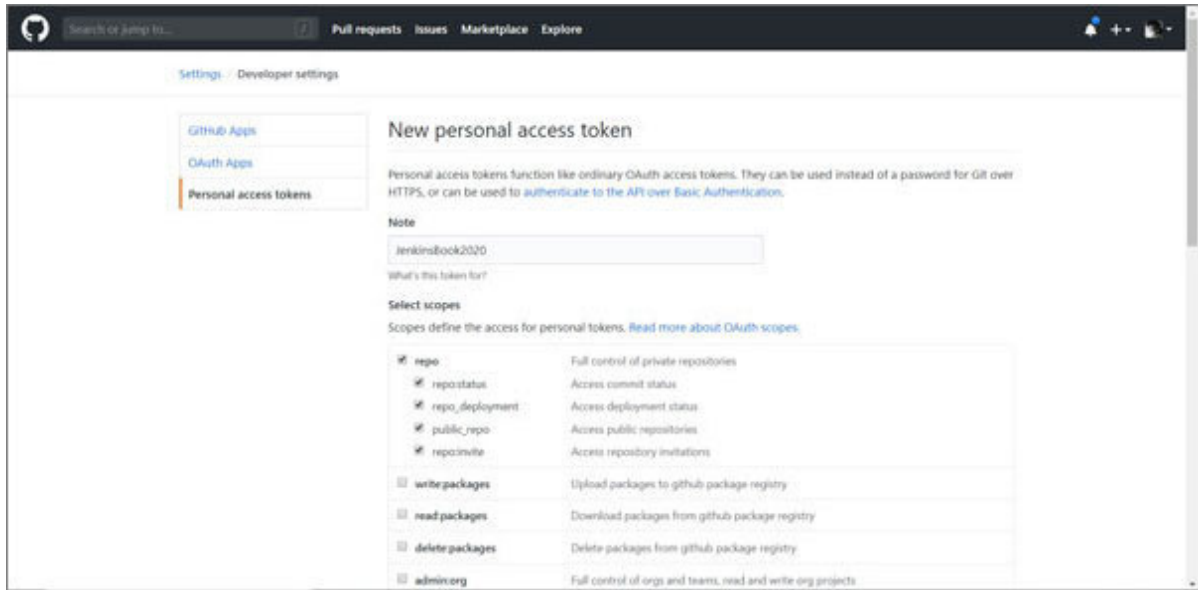 Search or jump to... /
Pull requests Issues Marketplace Explore
Settings / Developer settings
GitHub Apps
OAuth Apps
Personal access tokens
New personal access token
Personal access tokens function like ordinary OAuth access tokens. They can be used instead of a password for Git over
HTTPS, or can be used to authenticate to the API over Basic Authentication.
Note
JenkinsBook2020
What's this token for?
Select scopes
Scopes define the access for personal tokens. Read more about OAuth scopes.
repo Full control of private repositories
repo:status Access commit status
repo_deployment Access deployment status
public_repo Access public repositories
repo:invite Access repository invitations
write:packages Upload packages to github package registry
read:packages Download packages from github package registry
delete:packages Delete packages from github package registry
admin:org Full control of orgs and teams, read and write org projects